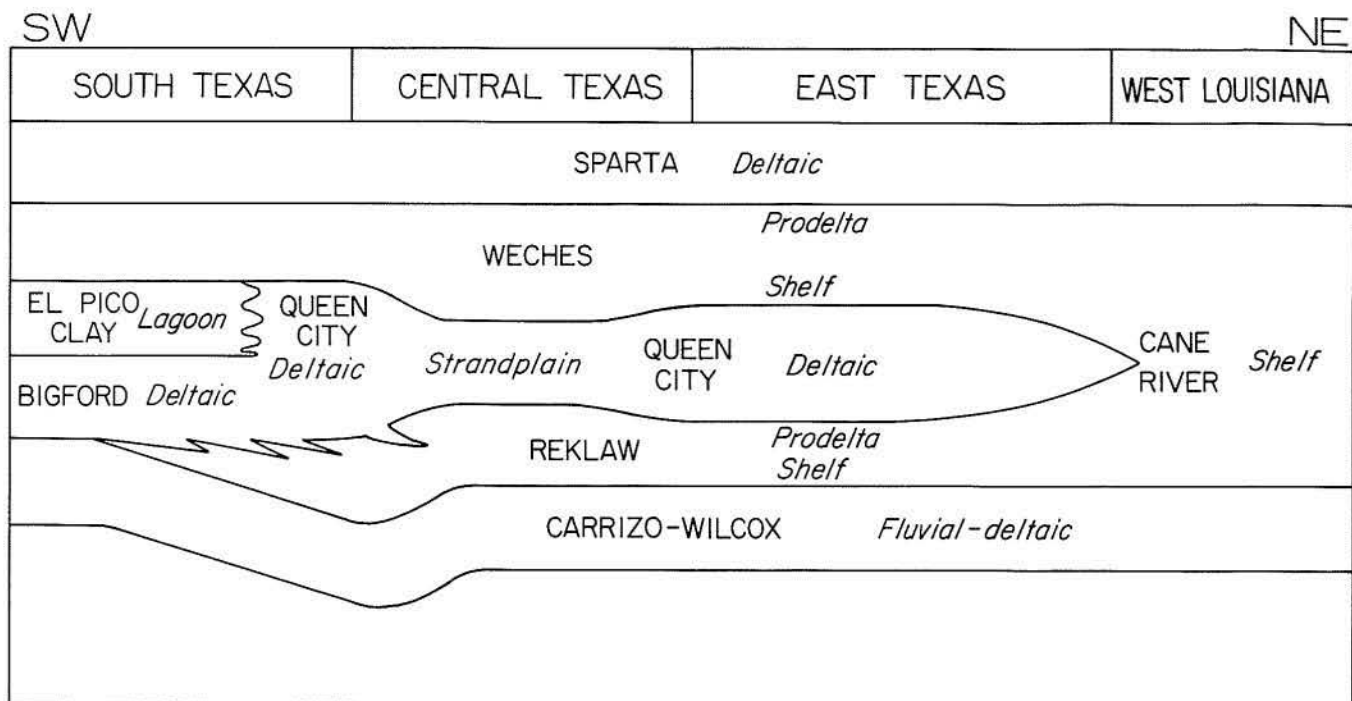 SW
NE
SOUTH TEXAS
CENTRAL TEXAS
EAST TEXAS
WEST LOUISIANA
SPARTA Deltaic
Prodelta
WECHES
Shelf
EL PICO
CLAY
Lagoon
QUEEN
CITY
Deltaic
Strandplain
QUEEN
CITY
Deltaic
CANE
RIVER
Shelf
BIGFORD Deltaic
REKLAW
Prodelta
Shelf
CARRIZO-WILCOX Fluvial-deltaic